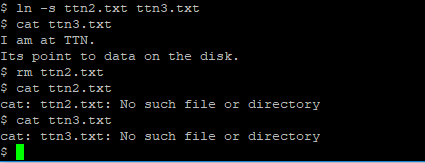 $ ln -s ttn2.txt ttn3.txt
$ cat ttn3.txt
I am at TTN.
Its point to data on the disk.
$ rm ttn2.txt
$ cat ttn2.txt
cat: ttn2.txt: No such file or directory
$ cat ttn3.txt
cat: ttn3.txt: No such file or directory
$